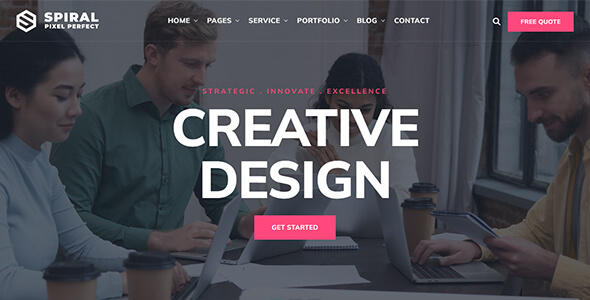 SPIRAL
PIXEL PERFECT
HOME PAGES SERVICE PORTFOLIO BLOG CONTACT
FREE QUOTE
STRATEGIC . INNOVATE . EXCELLENCE
CREATIVE
DESIGN
GET STARTED